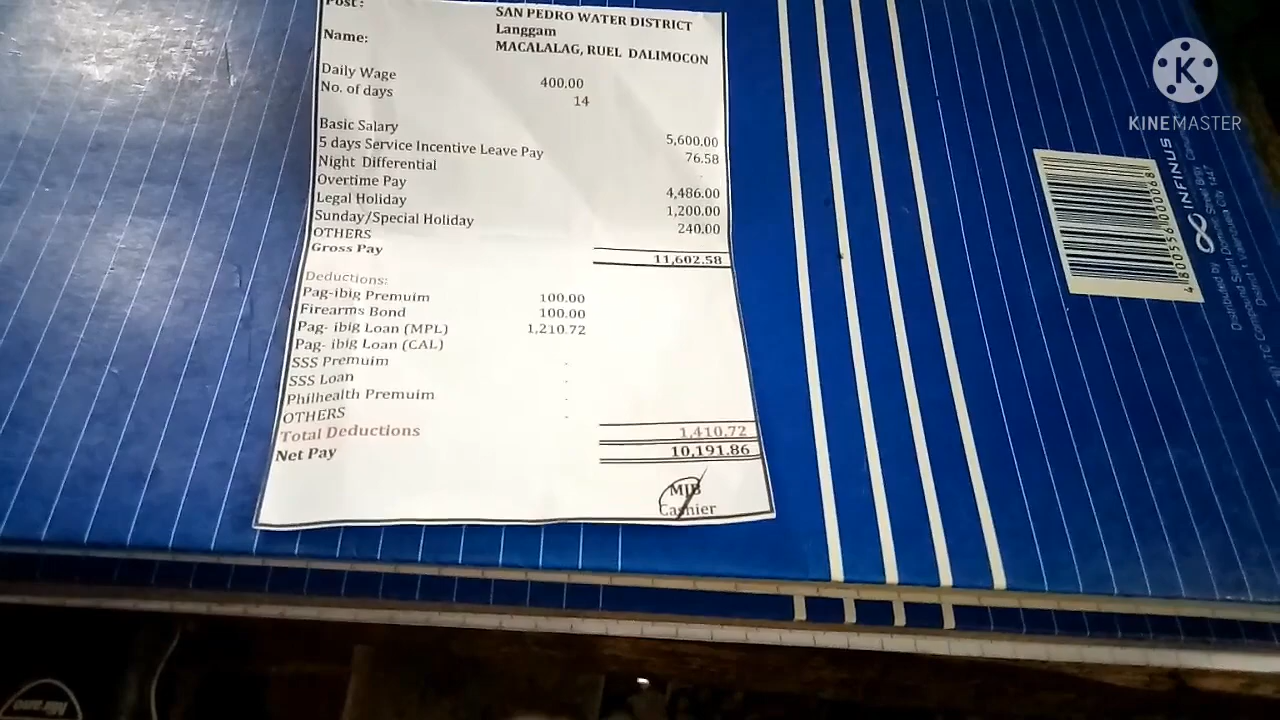 Post: SAN PEDRO WATER DISTRICT
Langgam
Name: MACALALAG, RUEL DALIMOCON
Daily Wage 400.00
No. of days 14
Basic Salary 5,600.00
5 days Service Incentive Leave Pay 76.58
Night Differential -
Overtime Pay 4,486.00
Legal Holiday 1,200.00
Sunday/Special Holiday 240.00
OTHERS
Gross Pay 11,602.58
Deductions:
Pag-ibig Premuim 100.00
Firearms Bond 100.00
Pag- ibig Loan (MPL) 1,210.72
Pag- ibig Loan (CAL)
SSS Premuim -
SSS Loan -
Philhealth Premuim -
OTHERS -
Total Deductions 1,410.72
Net Pay 10,191.86
MJB
Cashier
K
KINEMASTER
INFINUS
4 800556 000068
Distributed by